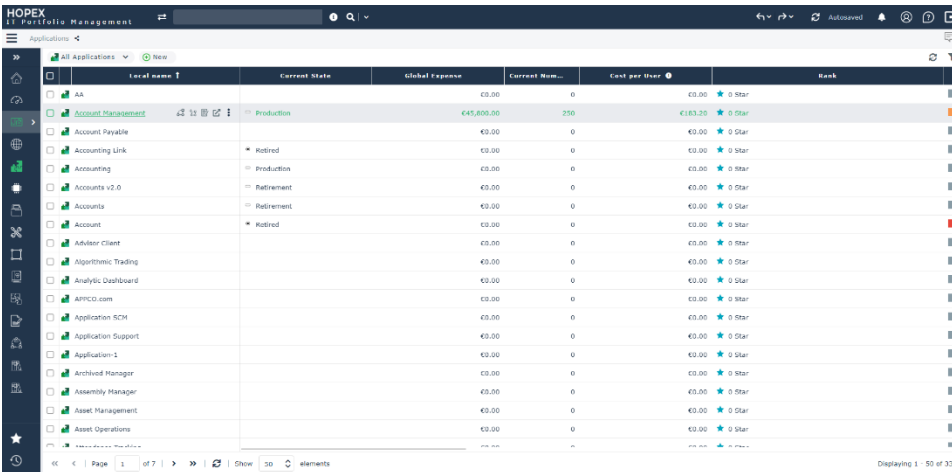 HOPEX
IT Portfolio Management
Autosaved
Applications
All Applications
New
Local name Current State Global Expense Current Num... Cost per User Rank
AA €0.00 0 €0.00 0 Star
Account Management Production €45,800.00 250 €183.20 0 Star
Account Payable €0.00 0 €0.00 0 Star
Accounting Link Retired €0.00 0 €0.00 0 Star
Accounting Production €0.00 0 €0.00 0 Star
Accounts v2.0 Retirement €0.00 0 €0.00 0 Star
Accounts Retirement €0.00 0 €0.00 0 Star
Account Retired €0.00 0 €0.00 0 Star
Advisor Client €0.00 0 €0.00 0 Star
Algorithmic Trading €0.00 0 €0.00 0 Star
Analytic Dashboard €0.00 0 €0.00 0 Star
APPCO.com €0.00 0 €0.00 0 Star
Application SCM €0.00 0 €0.00 0 Star
Application Support €0.00 0 €0.00 0 Star
Application-1 €0.00 0 €0.00 0 Star
Archived Manager €0.00 0 €0.00 0 Star
Assembly Manager €0.00 0 €0.00 0 Star
Asset Management €0.00 0 €0.00 0 Star
Asset Operations €0.00 0 €0.00 0 Star
Page 1 of 7 Show 50 elements Displaying 1 - 50 of